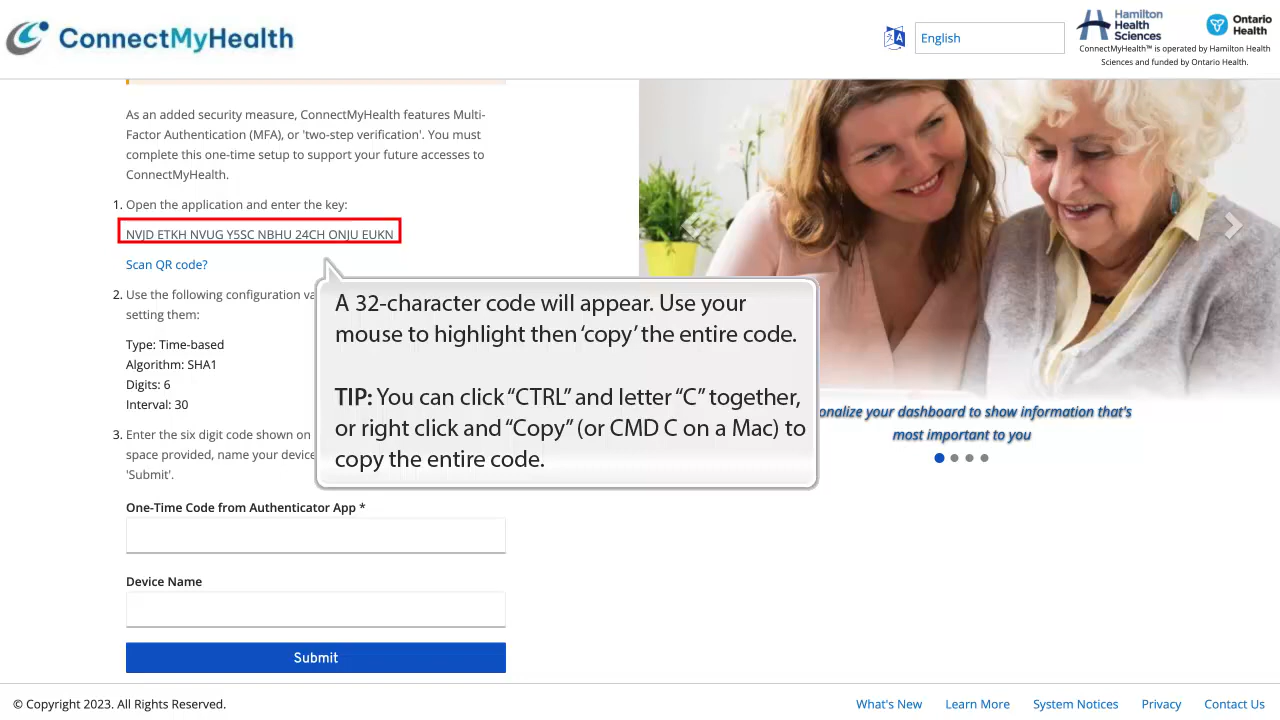 ConnectMyHealth
English
Hamilton
Health
Sciences
Ontario
Health
ConnectMyHealth™ is operated by Hamilton Health
Sciences and funded by Ontario Health.
As an added security measure, ConnectMyHealth features Multi-
Factor Authentication (MFA), or 'two-step verification'. You must
complete this one-time setup to support your future accesses to
ConnectMyHealth.
1. Open the application and enter the key:
NVJD ETKH NVUG Y5SC NBHU 24CH ONJU EUKN
Scan QR code?
2. Use the following configuration va
setting them:
Type: Time-based
Algorithm: SHA1
Digits: 6
Interval: 30
3. Enter the six digit code shown on
space provided, name your device
'Submit'.
A 32-character code will appear. Use your
mouse to highlight then ‘copy’ the entire code.
TIP: You can click “CTRL” and letter “C” together,
or right click and “Copy” (or CMD C on a Mac) to
copy the entire code.
onalize your dashboard to show information that's
most important to you
One-Time Code from Authenticator App *
Device Name
Submit
© Copyright 2023. All Rights Reserved.
What's New
Learn More
System Notices
Privacy
Contact Us